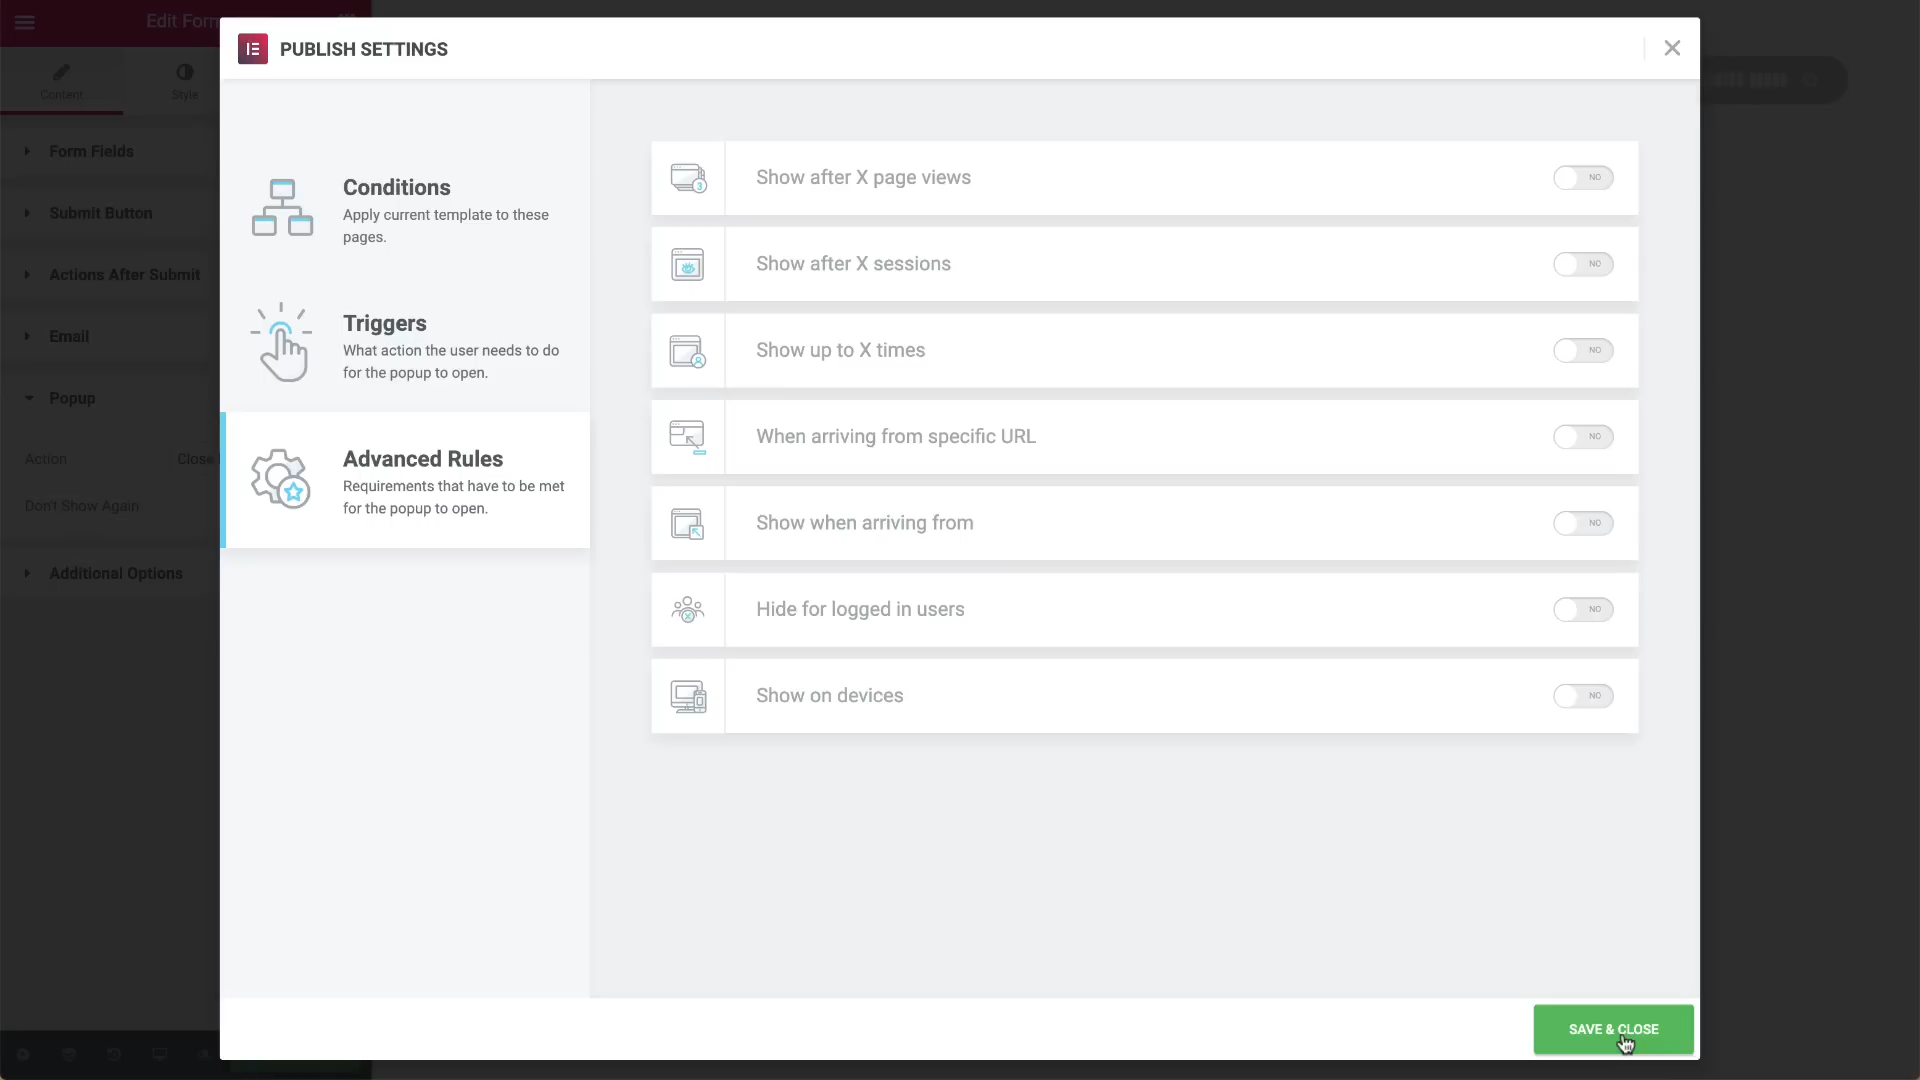 Edit Form
PUBLISH SETTINGS
Content
Style
Form Fields
Submit Button
Actions After Submit
Email
Popup
Action
Close
Don't Show Again
Additional Options
Conditions
Apply current template to these
pages.
Triggers
What action the user needs to do
for the popup to open.
Advanced Rules
Requirements that have to be met
for the popup to open.
Show after X page views
NO
Show after X sessions
NO
Show up to X times
NO
When arriving from specific URL
NO
Show when arriving from
NO
Hide for logged in users
NO
Show on devices
NO
SAVE & CLOSE